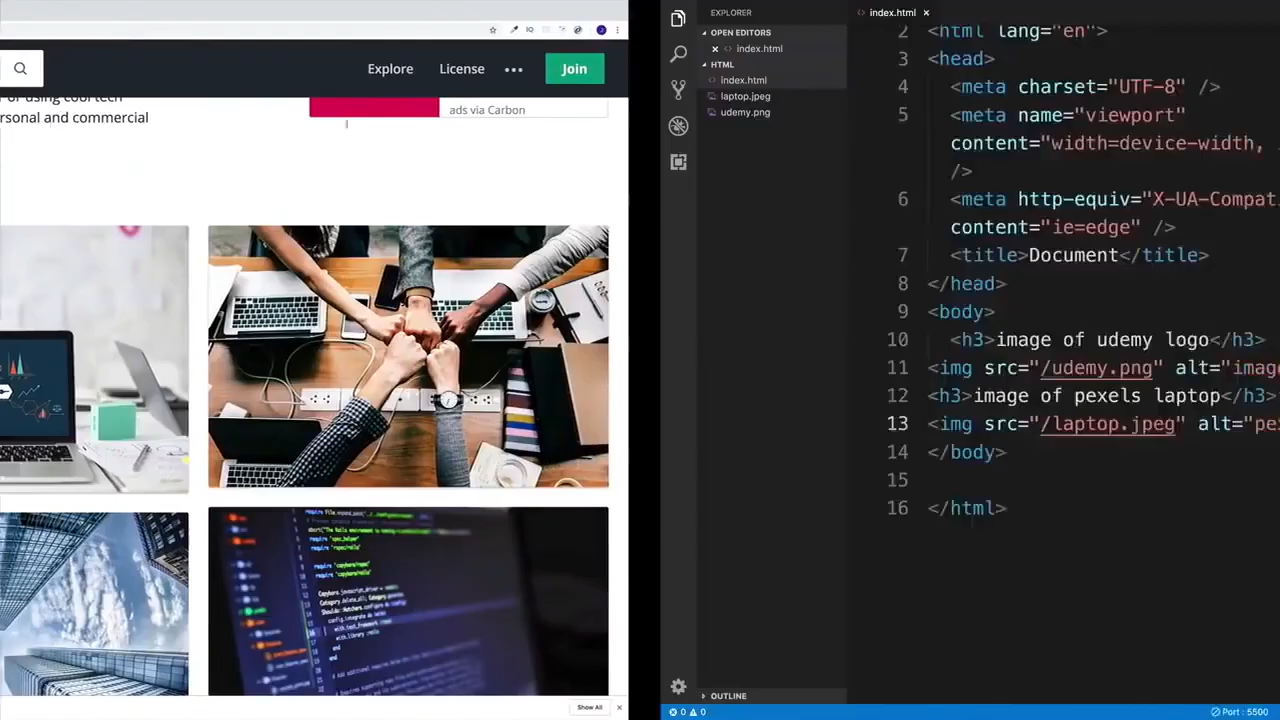 Explore
License
Join
or using cool tech
rsonal and commercial
ads via Carbon
Show All
EXPLORER
OPEN EDITORS
index.html
HTML
index.html
laptop.jpeg
udemy.png
OUTLINE
0 0
Port : 5500
index.html
2 <html lang="en">
3 <head>
4 <meta charset="UTF-8" />
5 <meta name="viewport"
content="width=device-width,
/>
6 <meta http-equiv="X-UA-Compati
content="ie=edge" />
7 <title>Document</title>
8 </head>
9 <body>
10 <h3>image of udemy logo</h3>
11 <img src="/udemy.png" alt="image
12 <h3>image of pexels laptop</h3>
13 <img src="/laptop.jpeg" alt="pe
14 </body>
15
16 </html>